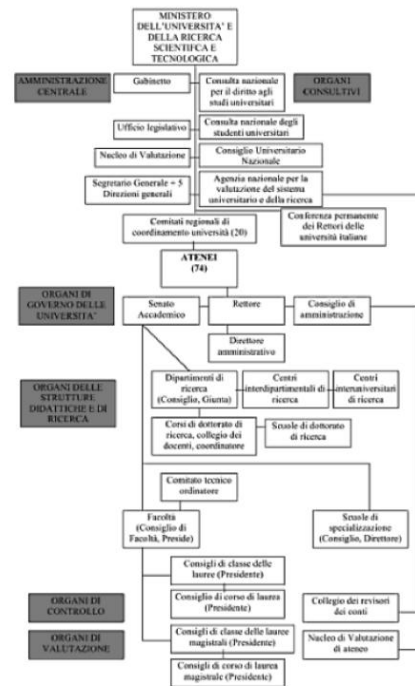 MINISTERO
DELL'UNIVERSITA' E
DELLA RICERCA
SCIENTIFCA E
TECNOLOGICA
AMMINISTRAZIONE
CENTRALE
Gabinetto
Consulta nazionale
per il diritto agli
studi universitari
ORGANI
CONSULTIVI
Ufficio legislativo
Consulta nazionale degli
studenti universitari
Nucleo di Valutazione
Consiglio Universitario
Nazionale
Segretario Generale + 5
Direzioni generali
Agenzia nazionale per la
valutazione del sistema
universitario e della ricerca
Comitati regionali di
coordinamento università (20)
Conferenza permanente
dei Rettori delle
università italiane
ATENEI
(74)
ORGANI DI
GOVERNO DELLE
UNIVERSITA'
Senato
Accademico
Rettore
Consiglio di
amministrazione
Direttore
amministrativo
ORGANI DELLE
STRUTTURE
DIDATTICHE E DI
RICERCA
Dipartimenti di
ricerca
(Consiglio, Giunta)
Centri
interdipartimentali di
ricerca
Centri
interuniversitari di
ricerca
Corsi di dottorato di
ricerca, collegio dei
docenti, coordinatore
Scuole di dottorato
di ricerca
Comitato tecnico
ordinatore
Facoltà
(Consiglio di
Facoltà, Preside)
Scuole di
specializzazione
(Consiglio, Direttore)
Consigli di classe delle
lauree (Presidente)
ORGANI DI
CONTROLLO
Consiglio di corso di laurea
(Presidente)
Collegio dei revisori
dei conti
ORGANI DI
VALUTAZIONE
Consigli di classe delle lauree
magistrali (Presidente)
Nucleo di Valutazione
di ateneo
Consigli di corso di laurea
magistrale (Presidente)